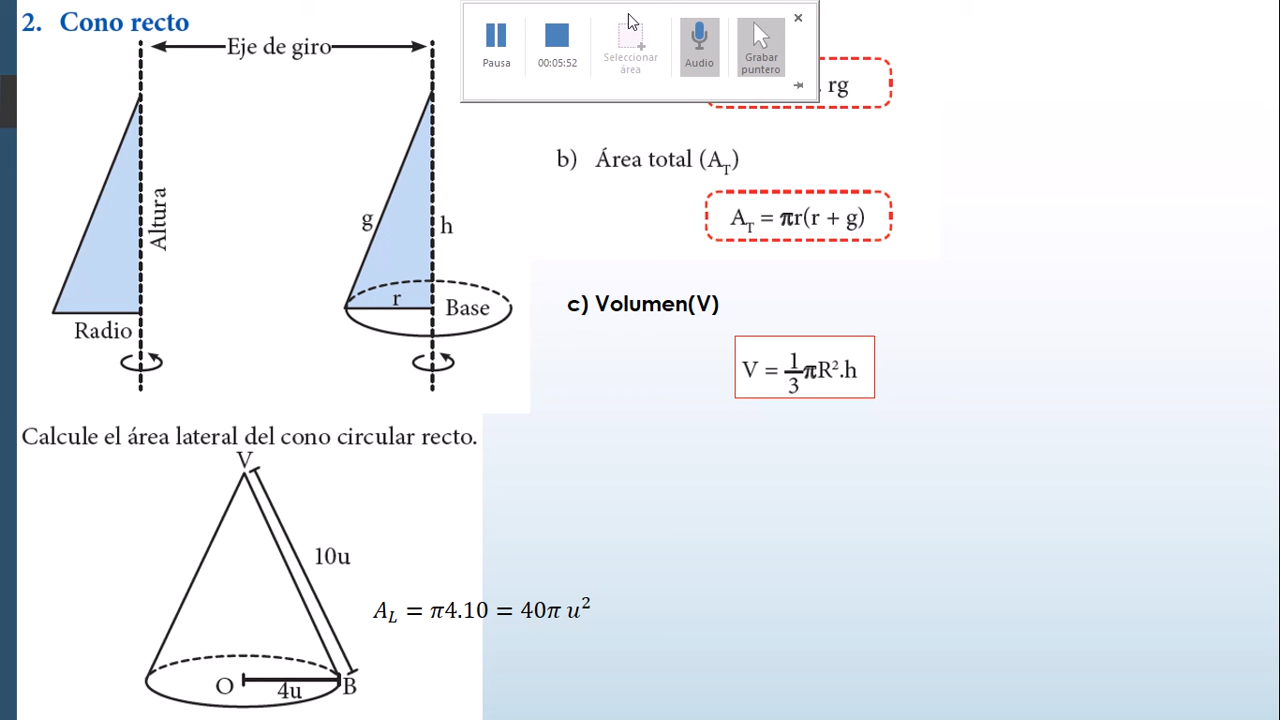 2. Cono recto
Eje de giro
Altura
Radio
g
h
r
Base
Pausa
00:05:52
Seleccionar
área
Audio
Grabar
puntero
. rg
b) Área total (A_T)
A_T = πr(r + g)
c) Volumen(V)
V = 1/3 πR².h
Calcule el área lateral del cono circular recto.
V
10u
A_L = π4.10 = 40π u²
O
4u
B